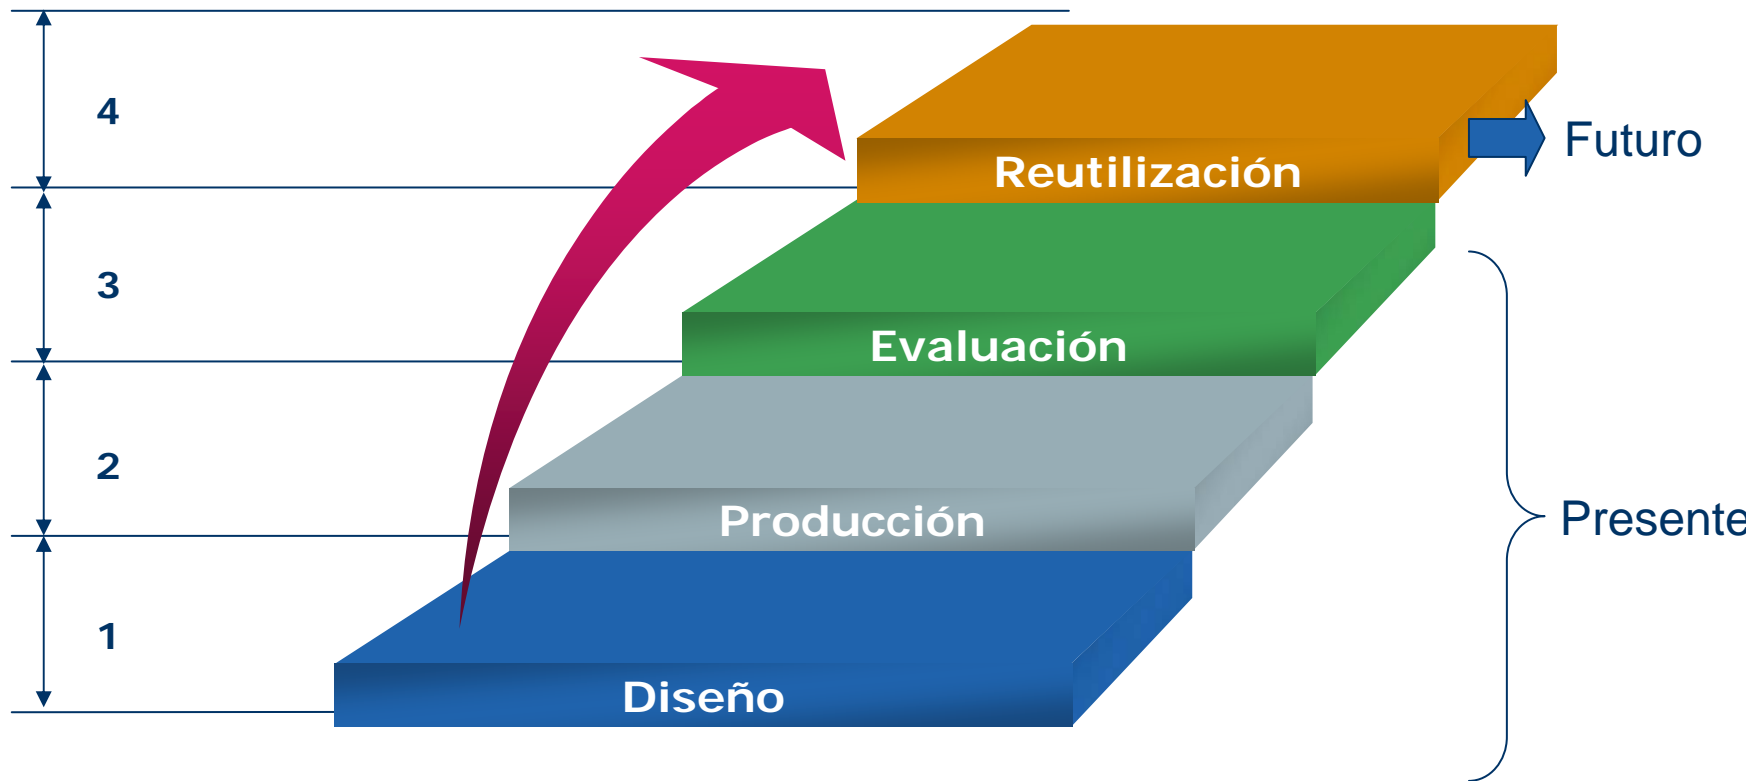 4
Reutilización
Futuro
3
Evaluación
2
Producción
Presente
1
Diseño